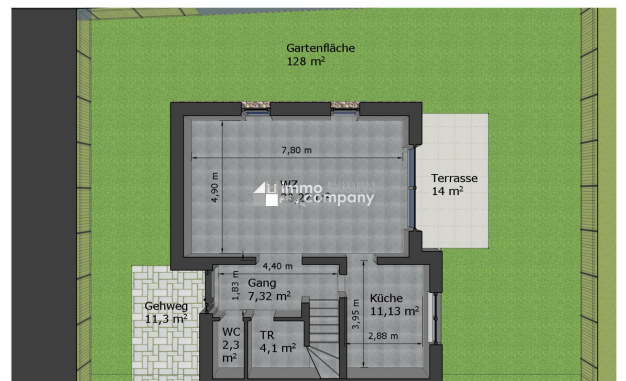 Gartenfläche
128 m²
7,80 m
4,90 m
WZ
immo
company
Terrasse
14 m²
4,40 m
1,83 m
Gang
7,32 m²
Gehweg
11,3 m²
3,95 m
Küche
11,13 m²
2,88 m
WC
2,3
m²
TR
4,1 m²